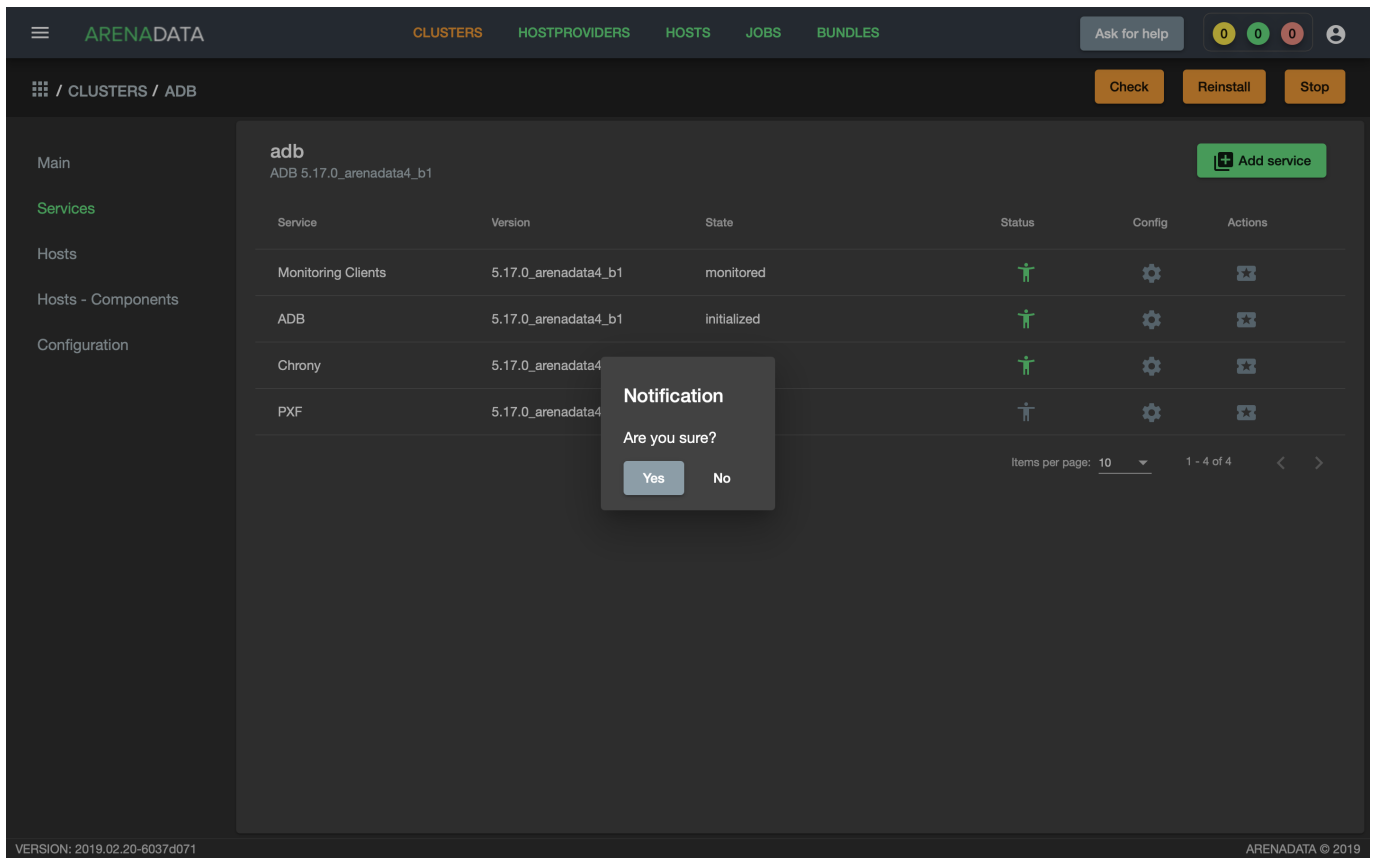 ARENADATA CLUSTERS HOSTPROVIDERS HOSTS JOBS BUNDLES Ask for help 0 0 0
/ CLUSTERS / ADB Check Reinstall Stop
Main
Services
Hosts
Hosts - Components
Configuration
adb
ADB 5.17.0_arenadata4_b1
Add service
Service Version State Status Config Actions
Monitoring Clients 5.17.0_arenadata4_b1 monitored
ADB 5.17.0_arenadata4_b1 initialized
Chrony 5.17.0_arenadata4
PXF 5.17.0_arenadata4
Notification
Are you sure?
Yes No
Items per page: 10 1 - 4 of 4
VERSION: 2019.02.20-6037d071 ARENADATA © 2019